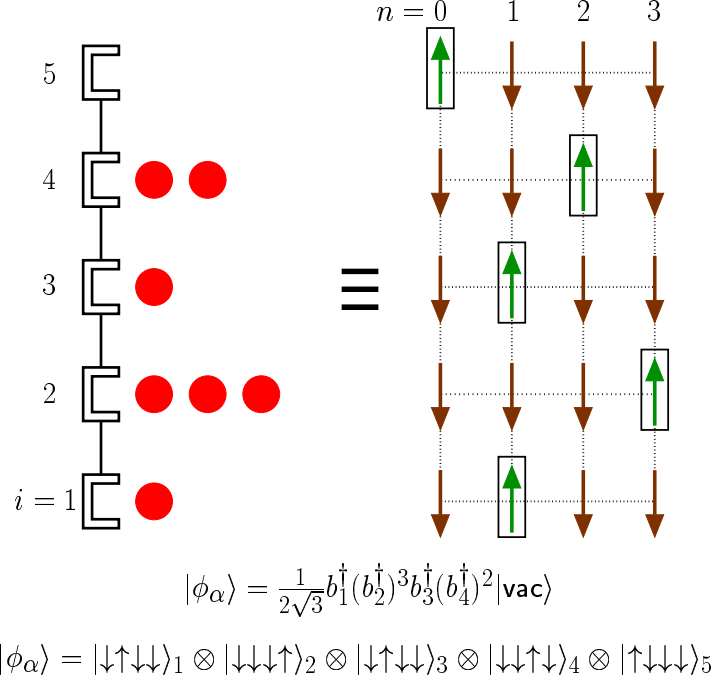 n = 0 1 2 3
5
4
3
2
i = 1
≡
|ϕ_α⟩ = \frac{1}{2√3} b_1^† (b_2^†)^3 b_3^† (b_4^†)^2 |vac⟩
|ϕ_α⟩ = |↓↑↓↓⟩_1 ⊗ |↓↓↓↑⟩_2 ⊗ |↓↑↓↓⟩_3 ⊗ |↓↓↑↓⟩_4 ⊗ |↑↓↓↓⟩_5